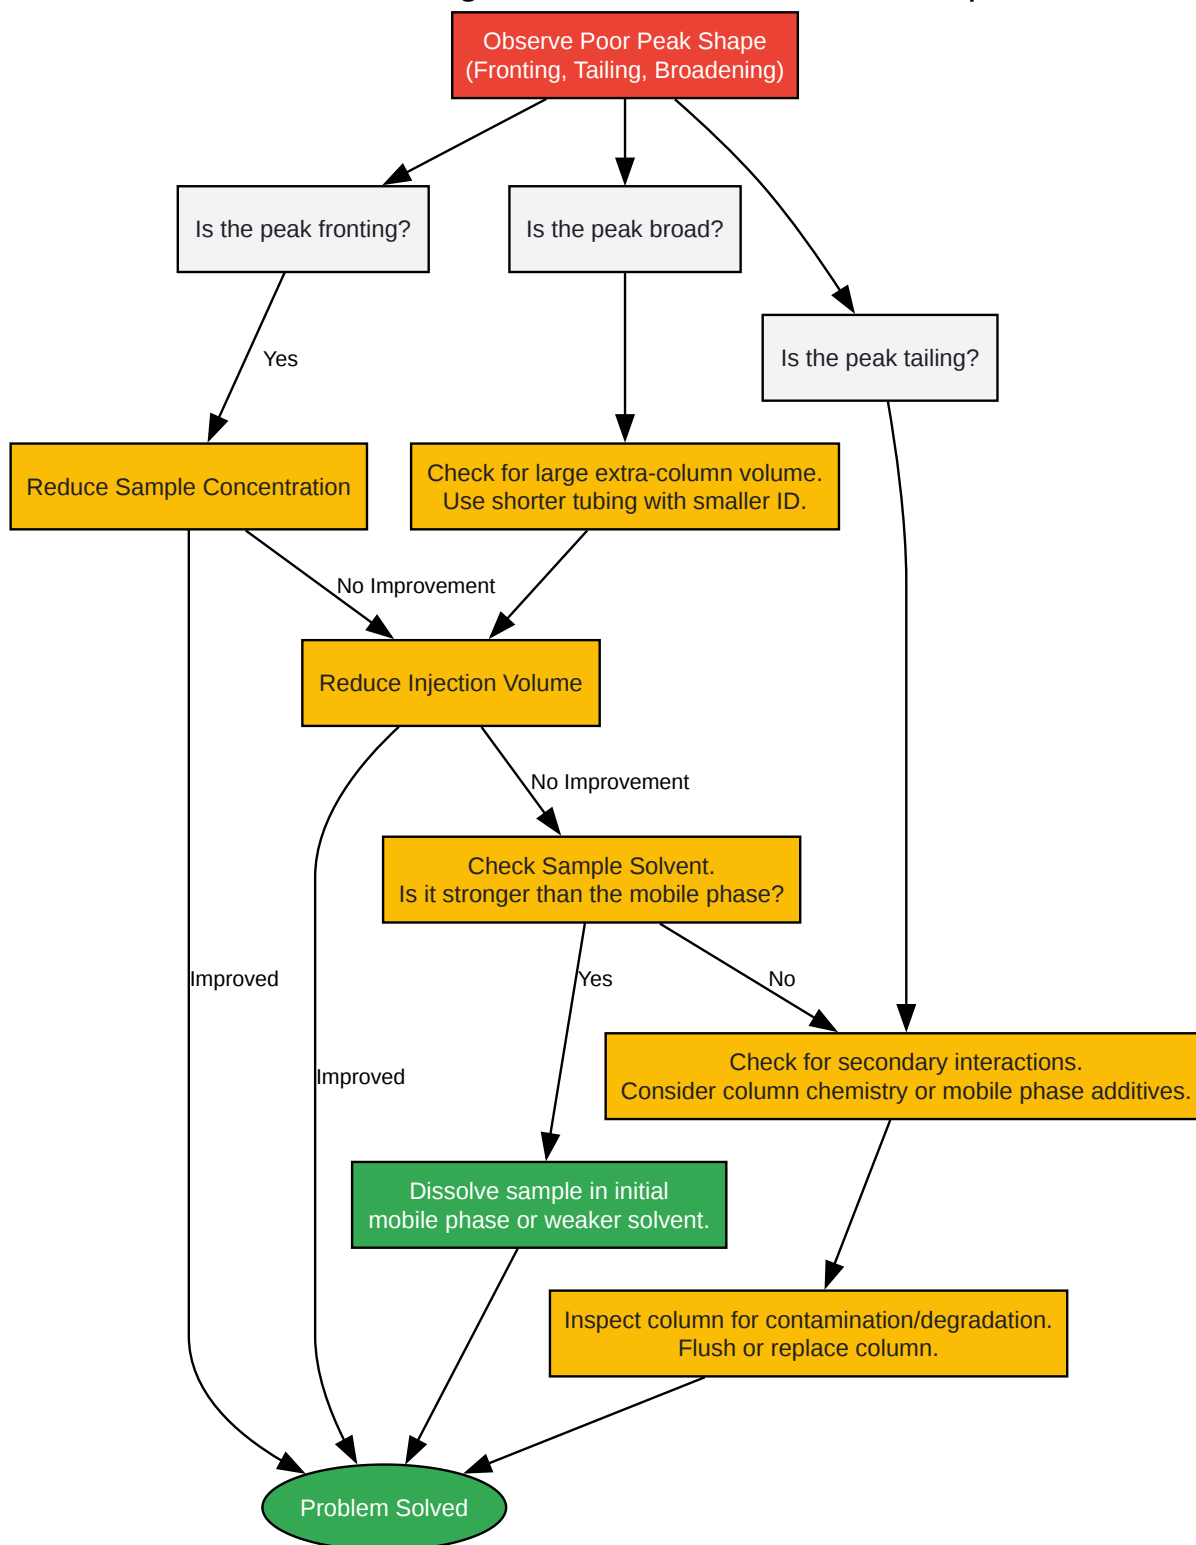 Observe Poor Peak Shape
(Fronting, Tailing, Broadening)
Is the peak fronting?
Is the peak broad?
Is the peak tailing?
Yes
Reduce Sample Concentration
Check for large extra-column volume.
Use shorter tubing with smaller ID.
No Improvement
Reduce Injection Volume
No Improvement
Check Sample Solvent.
Is it stronger than the mobile phase?
Improved
Yes
No
Check for secondary interactions.
Consider column chemistry or mobile phase additives.
Improved
Dissolve sample in initial
mobile phase or weaker solvent.
Inspect column for contamination/degradation.
Flush or replace column.
Problem Solved